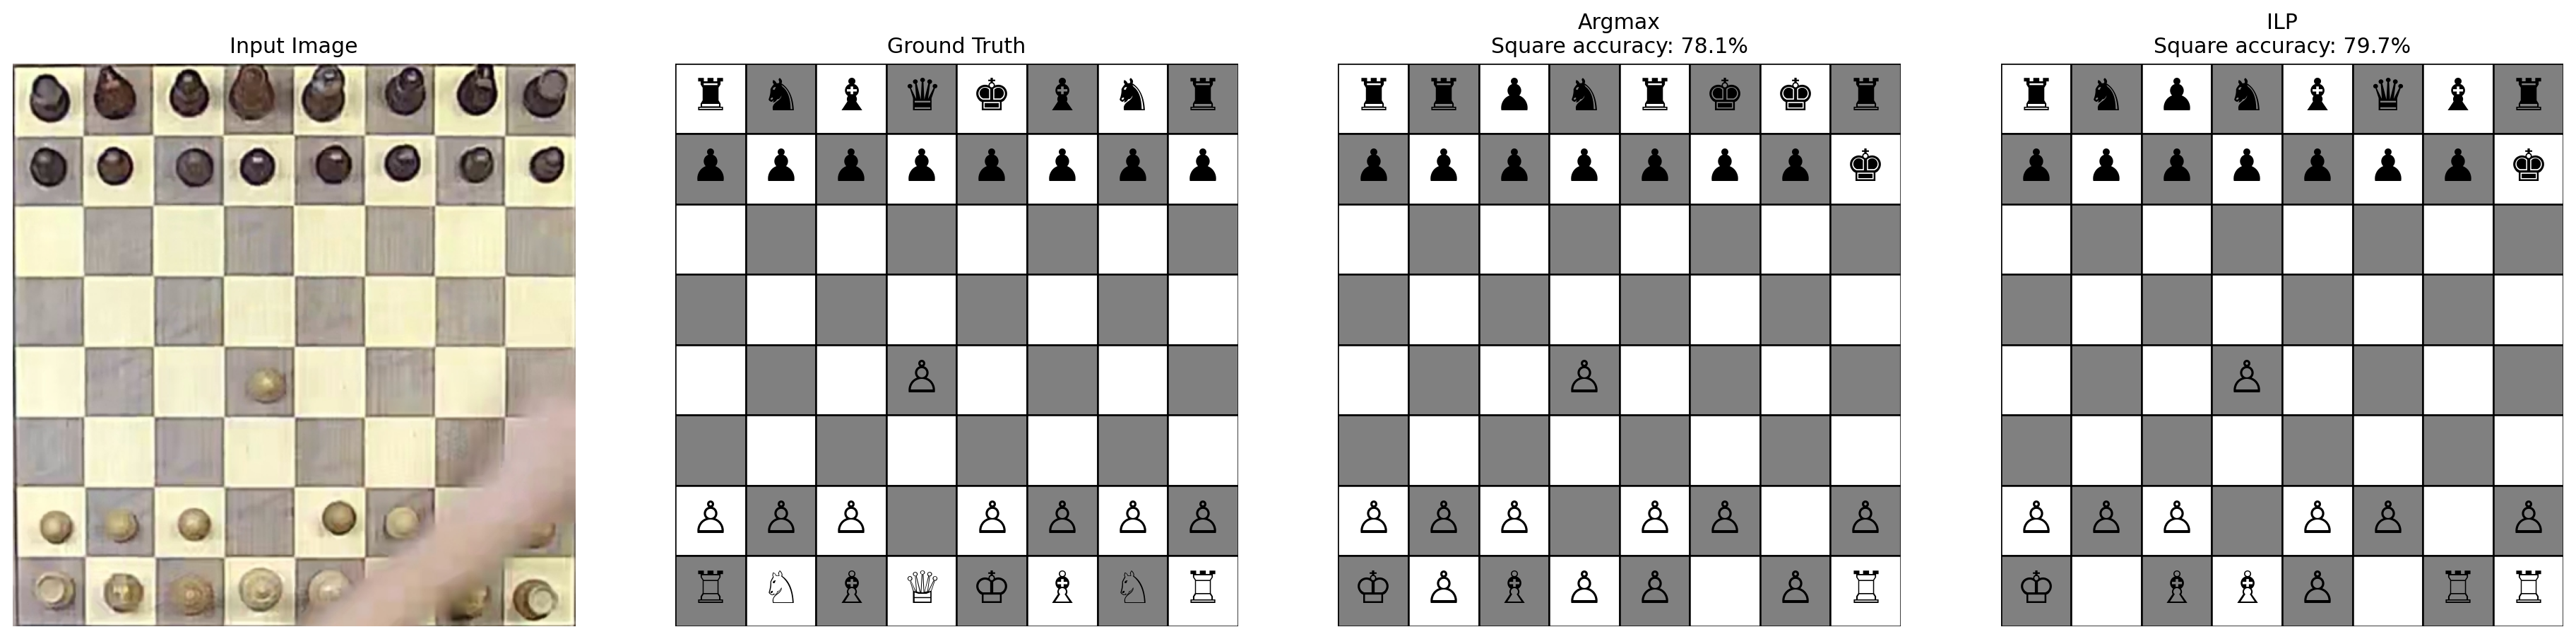 Input Image
Ground Truth
Argmax
Square accuracy: 78.1%
ILP
Square accuracy: 79.7%